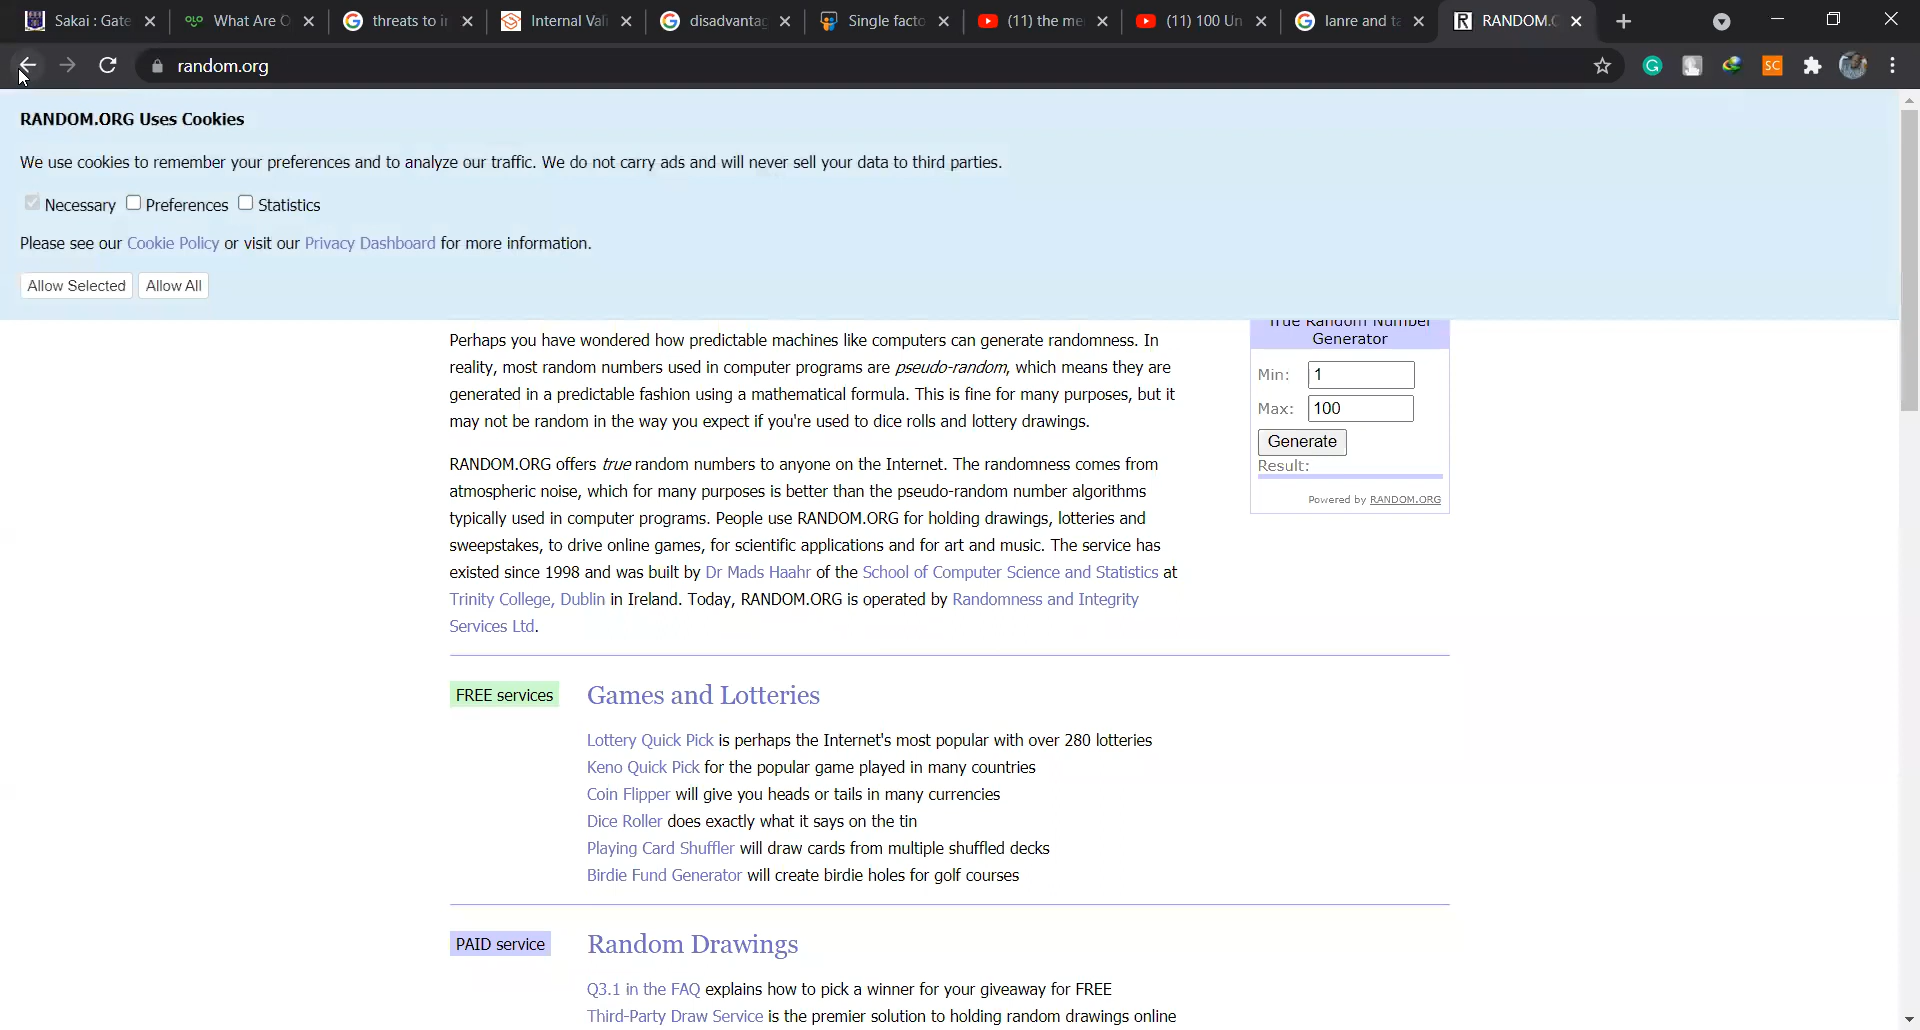 Sakai : Gate
What Are O
threats to in
Internal Vali
disadvantag
Single facto
(11) the me
(11) 100 Un
lanre and ta
RANDOM.O
random.org
RANDOM.ORG Uses Cookies
We use cookies to remember your preferences and to analyze our traffic. We do not carry ads and will never sell your data to third parties.
Necessary Preferences Statistics
Please see our Cookie Policy or visit our Privacy Dashboard for more information.
Allow Selected Allow All
Perhaps you have wondered how predictable machines like computers can generate randomness. In
reality, most random numbers used in computer programs are pseudo-random, which means they are
generated in a predictable fashion using a mathematical formula. This is fine for many purposes, but it
may not be random in the way you expect if you're used to dice rolls and lottery drawings.
RANDOM.ORG offers true random numbers to anyone on the Internet. The randomness comes from
atmospheric noise, which for many purposes is better than the pseudo-random number algorithms
typically used in computer programs. People use RANDOM.ORG for holding drawings, lotteries and
sweepstakes, to drive online games, for scientific applications and for art and music. The service has
existed since 1998 and was built by Dr Mads Haahr of the School of Computer Science and Statistics at
Trinity College, Dublin in Ireland. Today, RANDOM.ORG is operated by Randomness and Integrity
Services Ltd.
True Random Number
Generator
Min: 1
Max: 100
Generate
Result:
Powered by RANDOM.ORG
FREE services
Games and Lotteries
Lottery Quick Pick is perhaps the Internet's most popular with over 280 lotteries
Keno Quick Pick for the popular game played in many countries
Coin Flipper will give you heads or tails in many currencies
Dice Roller does exactly what it says on the tin
Playing Card Shuffler will draw cards from multiple shuffled decks
Birdie Fund Generator will create birdie holes for golf courses
PAID service
Random Drawings
Q3.1 in the FAQ explains how to pick a winner for your giveaway for FREE
Third-Party Draw Service is the premier solution to holding random drawings online